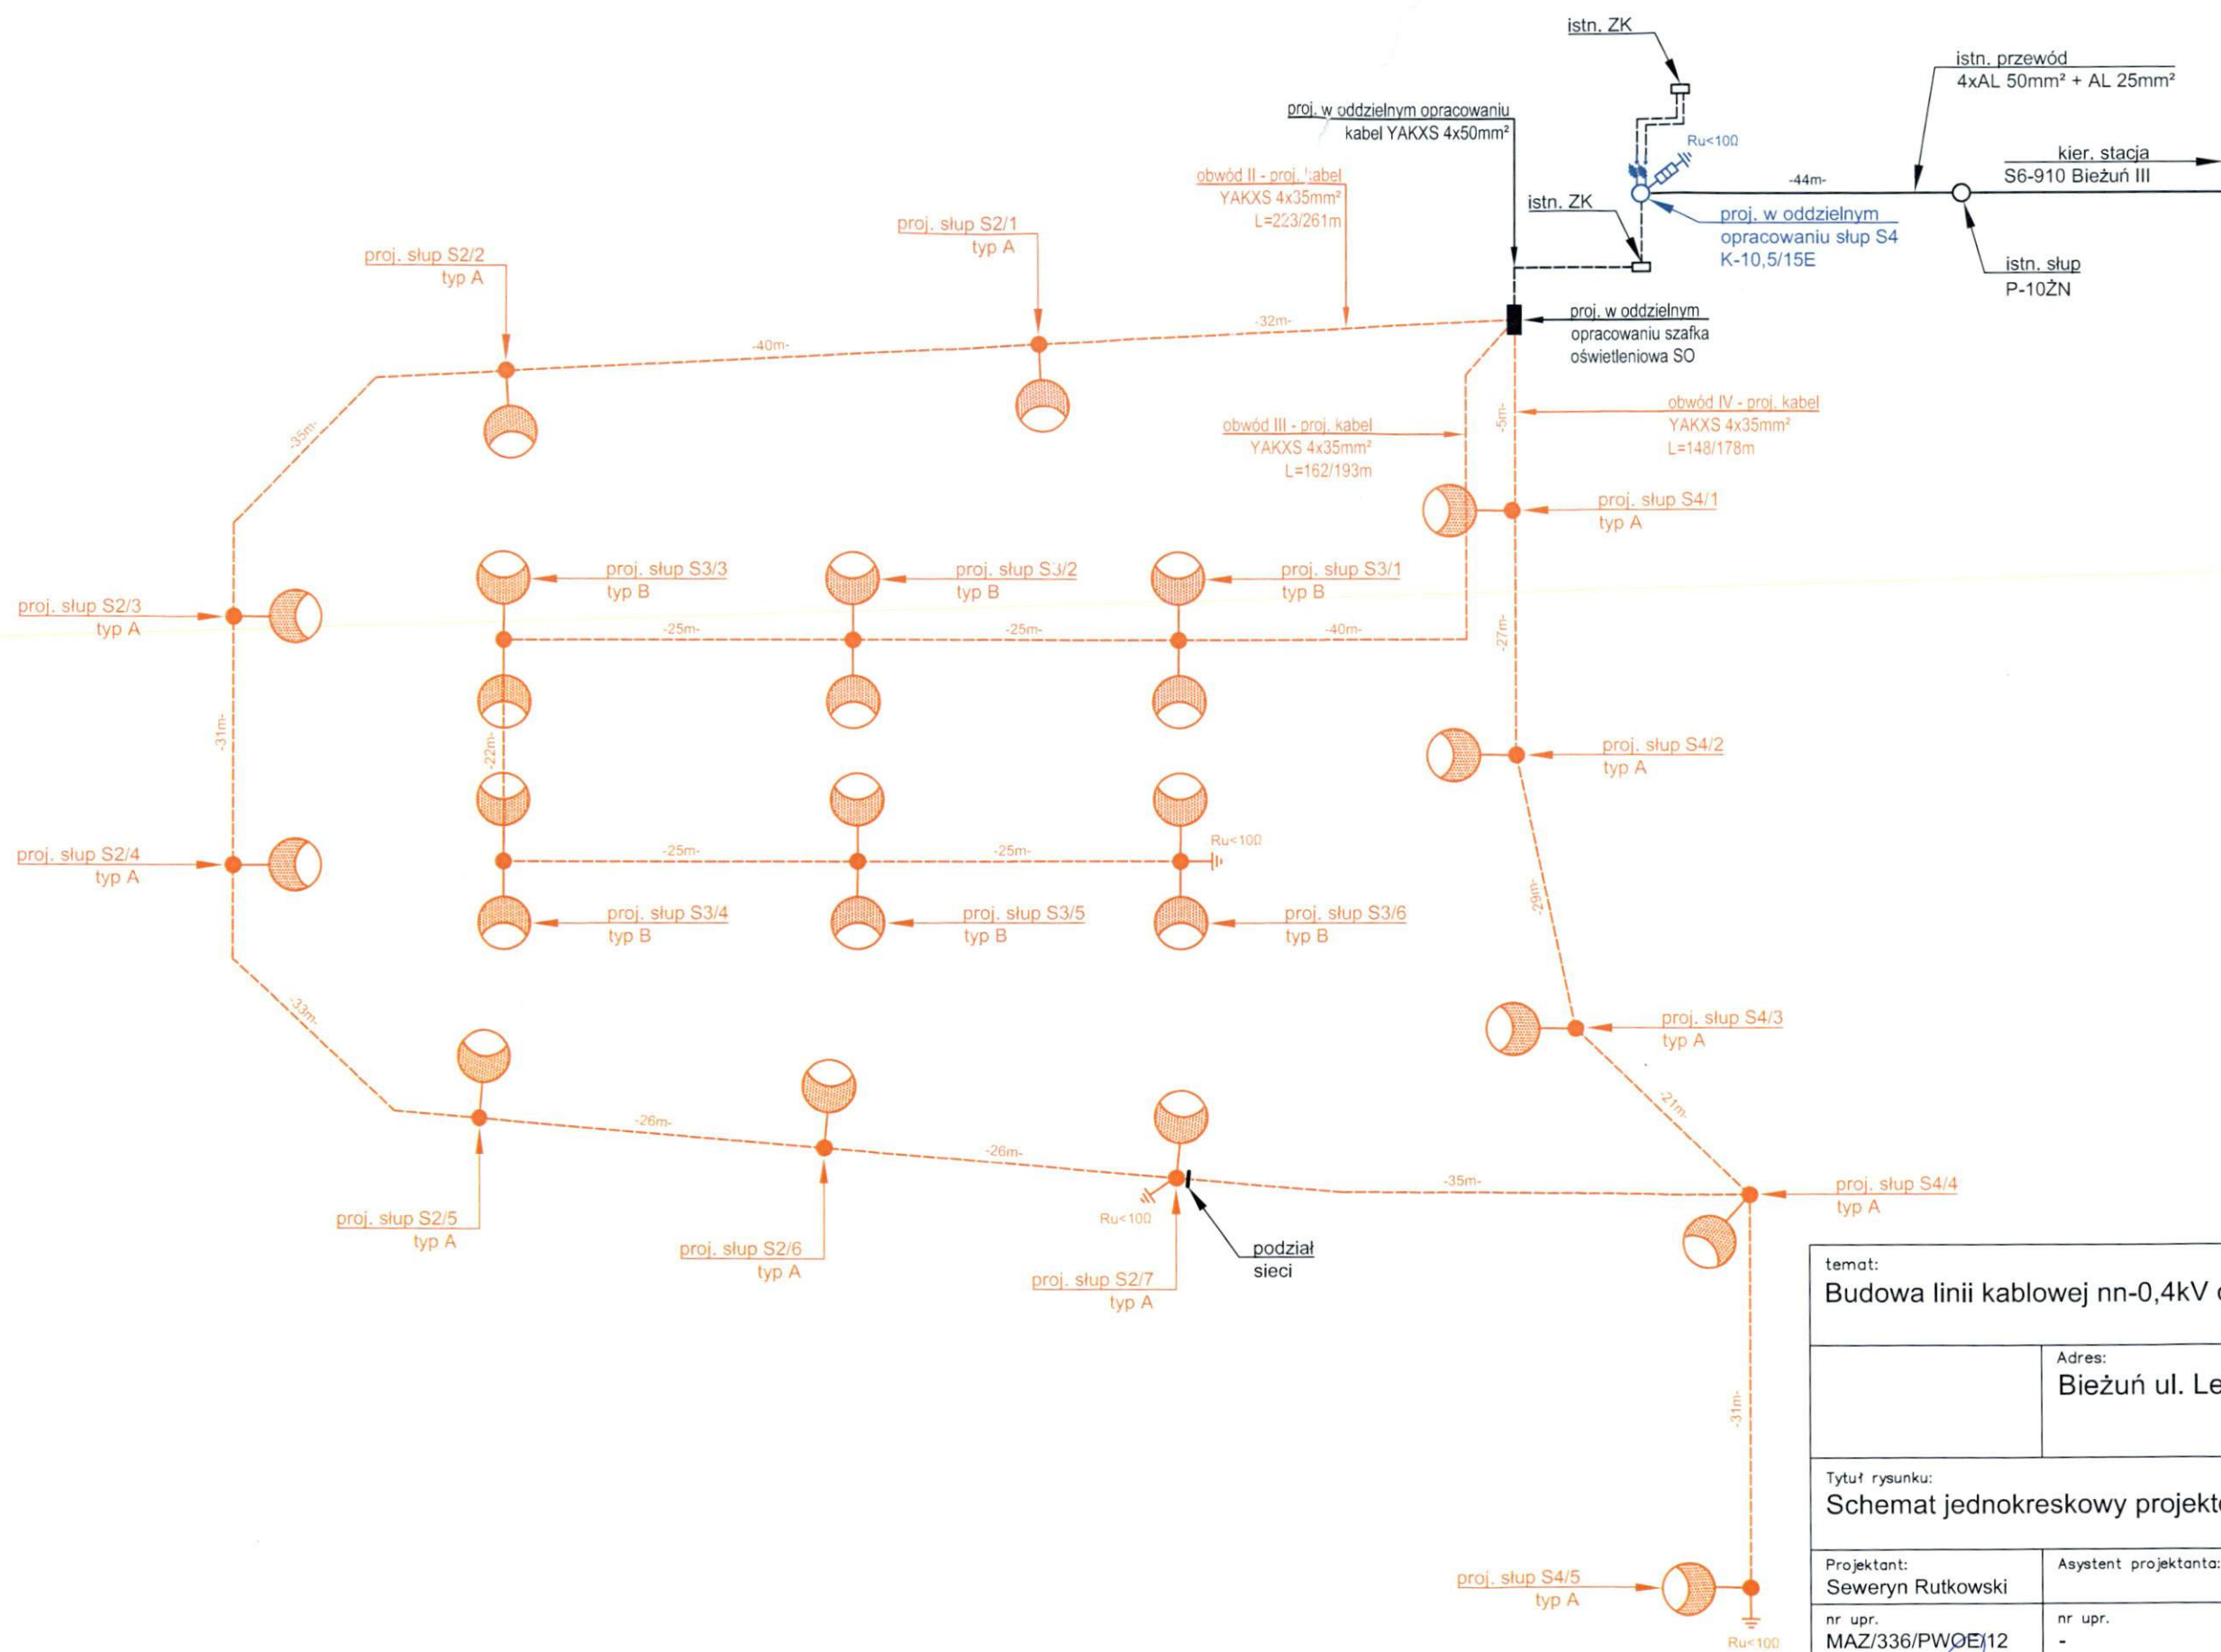 istn. ZK
istn. przewód
4xAL 50mm² + AL 25mm²
proj. w oddzielnym opracowaniu
kabel YAKXS 4x50mm²
Ru<10Ω
kier. stacja
S6-910 Bieżuń III
-44m-
obwód II - proj. kabel
YAKXS 4x35mm²
L=223/261m
istn. ZK
proj. w oddzielnym
opracowaniu słup S4
K-10,5/15E
istn. słup
P-10ŻN
proj. słup S2/1
typ A
proj. słup S2/2
typ A
-32m-
-40m-
proj. w oddzielnym
opracowaniu szafka
oświetleniowa SO
-35m-
obwód III - proj. kabel
YAKXS 4x35mm²
L=162/193m
-5m-
obwód IV - proj. kabel
YAKXS 4x35mm²
L=148/178m
proj. słup S4/1
typ A
proj. słup S3/3
typ B
proj. słup S3/2
typ B
proj. słup S3/1
typ B
proj. słup S2/3
typ A
-25m-
-25m-
-40m-
-27m-
-31m-
-22m-
proj. słup S4/2
typ A
proj. słup S2/4
typ A
-25m-
-25m-
Ru<10Ω
-29m-
proj. słup S3/4
typ B
proj. słup S3/5
typ B
proj. słup S3/6
typ B
-33m-
proj. słup S4/3
typ A
-21m-
-26m-
-26m-
-35m-
proj. słup S4/4
typ A
proj. słup S2/5
typ A
Ru<10Ω
proj. słup S2/6
typ A
podział
sieci
proj. słup S2/7
typ A
-31m-
proj. słup S4/5
typ A
Ru<10Ω
temat:
Budowa linii kablowej nn-0,4kV
Adres:
Bieżuń ul. Le
Tytuł rysunku:
Schemat jednokreskowy projekt
Projektant:
Seweryn Rutkowski
Asystent projektanta:
nr upr.
MAZ/336/PWOE/12
nr upr.
-